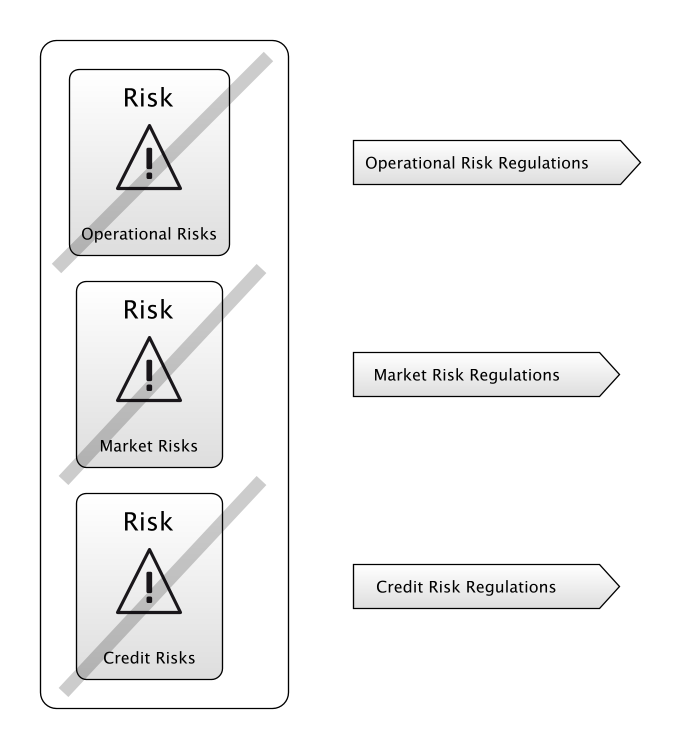 Risk
!
Operational Risks
Operational Risk Regulations
Risk
!
Market Risks
Market Risk Regulations
Risk
!
Credit Risks
Credit Risk Regulations